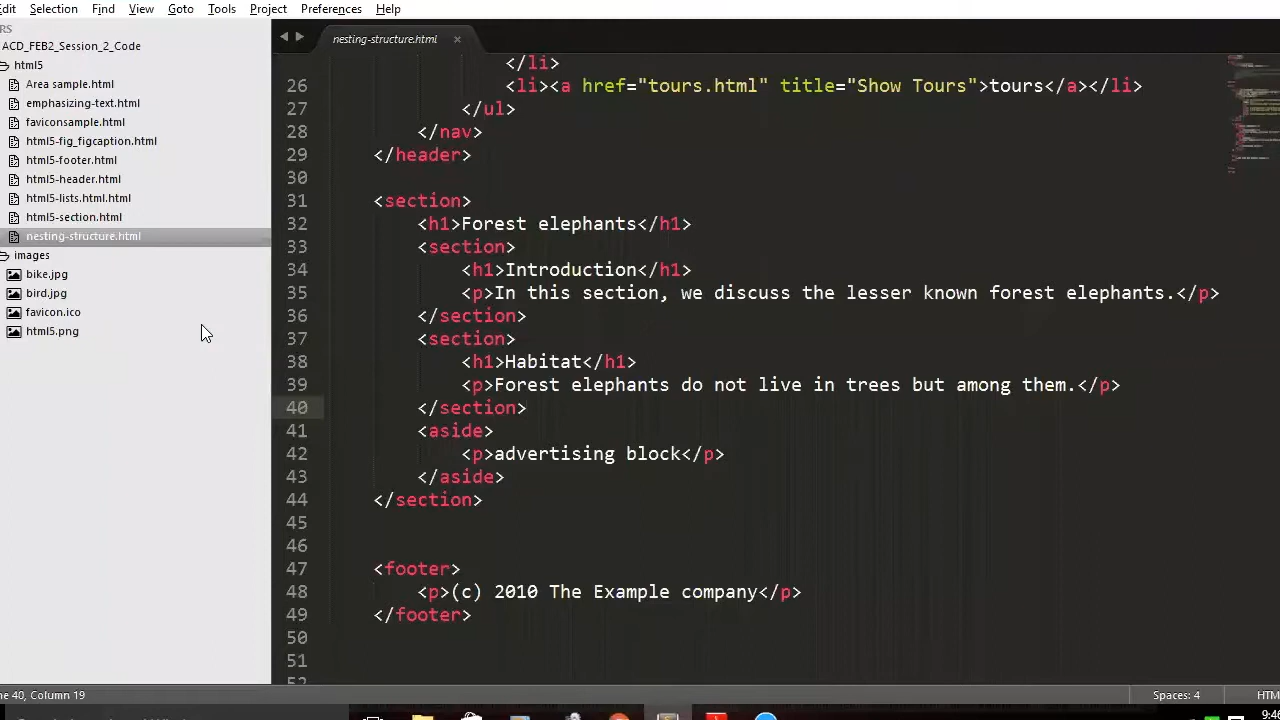 dit Selection Find View Goto Tools Project Preferences Help
RS
ACD_FEB2_Session_2_Code
html5
Area sample.html
emphasizing-text.html
faviconsample.html
html5-fig_figcaption.html
html5-footer.html
html5-header.html
html5-lists.html.html
html5-section.html
nesting-structure.html
images
bike.jpg
bird.jpg
favicon.ico
html5.png
nesting-structure.html ×
</li>
26 <li><a href="tours.html" title="Show Tours">tours</a></li>
27 </ul>
28 </nav>
29 </header>
30
31 <section>
32 <h1>Forest elephants</h1>
33 <section>
34 <h1>Introduction</h1>
35 <p>In this section, we discuss the lesser known forest elephants.</p>
36 </section>
37 <section>
38 <h1>Habitat</h1>
39 <p>Forest elephants do not live in trees but among them.</p>
40 </section>
41 <aside>
42 <p>advertising block</p>
43 </aside>
44 </section>
45
46
47 <footer>
48 <p>(c) 2010 The Example company</p>
49 </footer>
50
51
52
ne 40, Column 19 Spaces: 4 HTM